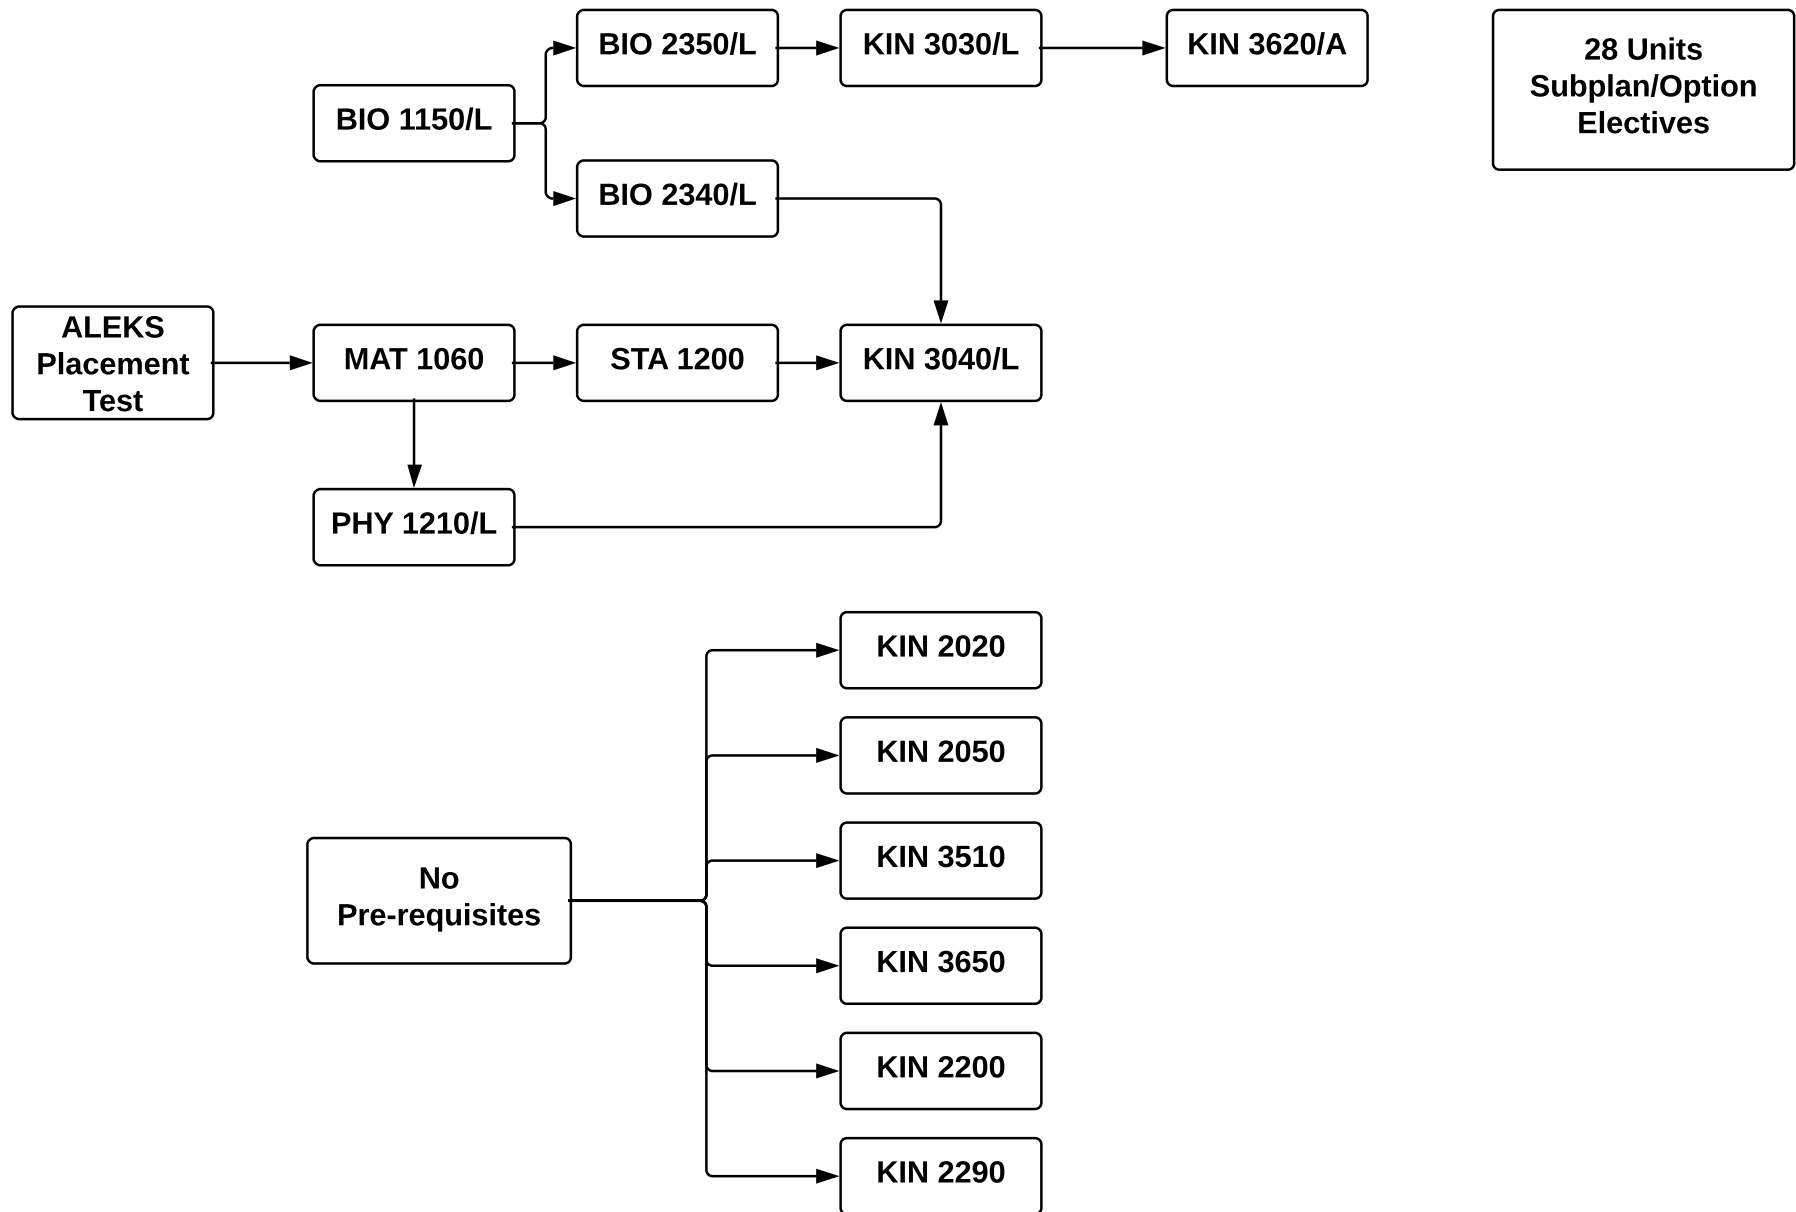 BIO 2350/L
KIN 3030/L
KIN 3620/A
28 Units
Subplan/Option
Electives
BIO 1150/L
BIO 2340/L
ALEKS
Placement
Test
MAT 1060
STA 1200
KIN 3040/L
PHY 1210/L
KIN 2020
KIN 2050
KIN 3510
No
Pre-requisites
KIN 3650
KIN 2200
KIN 2290